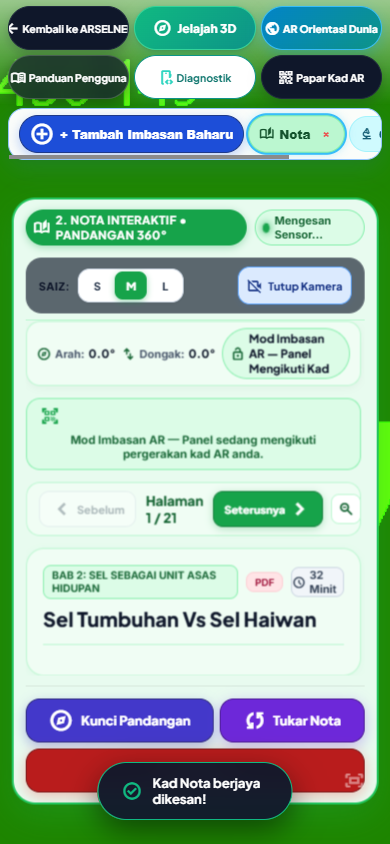 ← Kembali ke ARSELNE
Jelajah 3D
AR Orientasi Dunia
Panduan Pengguna
Diagnostik
Papar Kad AR
+ Tambah Imbasan Baharu
Nota ×
2. NOTA INTERAKTIF •
PANDANGAN 360°
Mengesan
Sensor...
SAIZ: S M L
Tutup Kamera
Arah: 0.0° Dongak: 0.0°
Mod Imbasan
AR — Panel
Mengikuti Kad
Mod Imbasan AR — Panel sedang mengikuti
pergerakan kad AR anda.
Sebelum
Halaman
1 / 21
Seterusnya
BAB 2: SEL SEBAGAI UNIT ASAS
HIDUPAN
PDF
32
Minit
Sel Tumbuhan Vs Sel Haiwan
Kunci Pandangan
Tukar Nota
Kad Nota berjaya
dikesan!